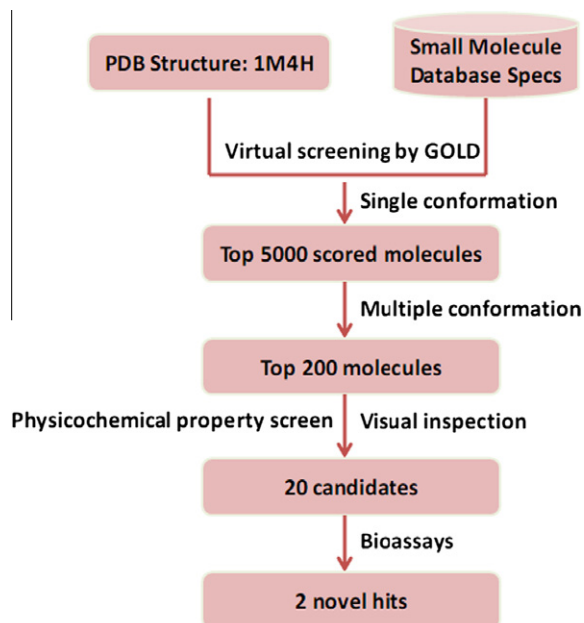 PDB Structure: 1M4H
Small Molecule
Database Specs
Virtual screening by GOLD
Single conformation
Top 5000 scored molecules
Multiple conformation
Top 200 molecules
Physicochemical property screen
Visual inspection
20 candidates
Bioassays
2 novel hits